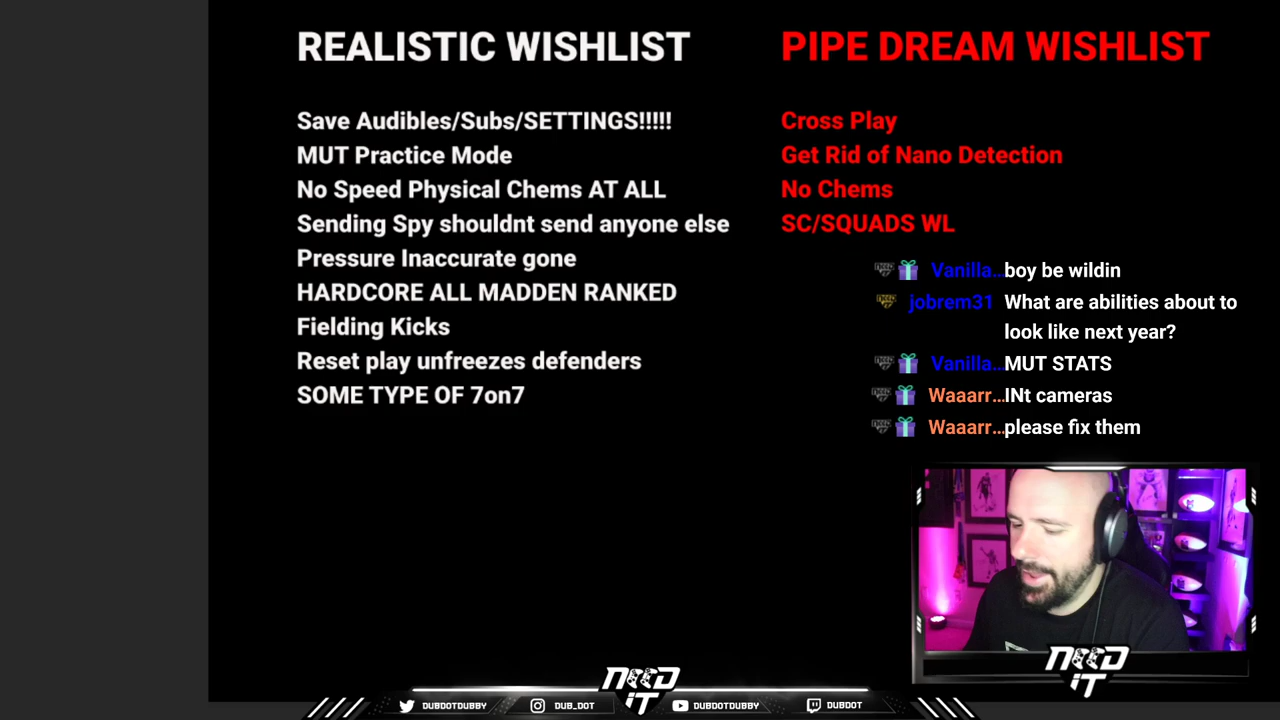 REALISTIC WISHLIST
Save Audibles/Subs/SETTINGS!!!!!
MUT Practice Mode
No Speed Physical Chems AT ALL
Sending Spy shouldnt send anyone else
Pressure Inaccurate gone
HARDCORE ALL MADDEN RANKED
Fielding Kicks
Reset play unfreezes defenders
SOME TYPE OF 7on7
PIPE DREAM WISHLIST
Cross Play
Get Rid of Nano Detection
No Chems
SC/SQUADS WL
Vanilla... boy be wildin
jobrem31 What are abilities about to
look like next year?
Vanilla... MUT STATS
Waaarr... INt cameras
Waaarr... please fix them
NEED
IT
NEED
IT
DUBDOTDUBBY
DUB_DOT
DUBDOTDUBBY
DUBDOT